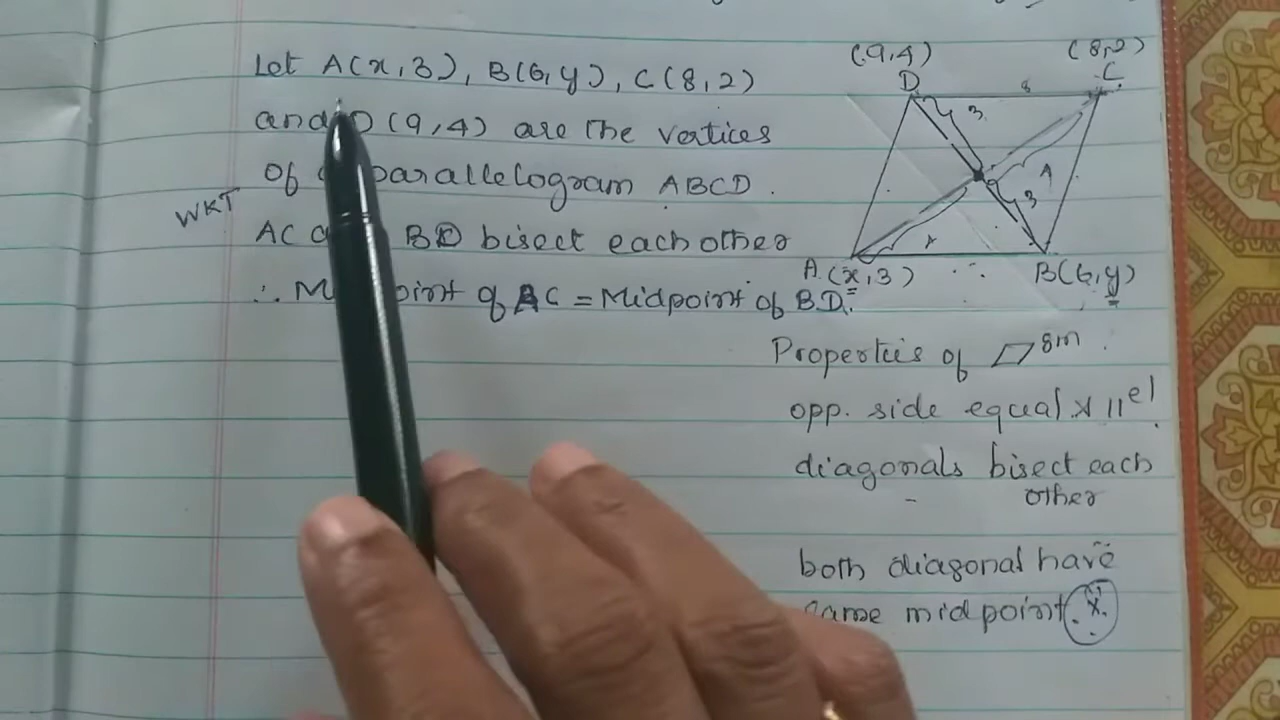 Let A(x,3), B(6,y), C(8,2)
and D (9,4) are the vertices
of parallelogram ABCD.
WKT
AC BD bisect each other
∴ point of AC = Midpoint of BD.
(9,4)
(8,2)
D
C
8
3
A
3
A (x,3)
B(6,y)
Properties of ▱ gm.
opp. side equal & ||el.
diagonals bisect each
other
both diagonal have
same midpoint